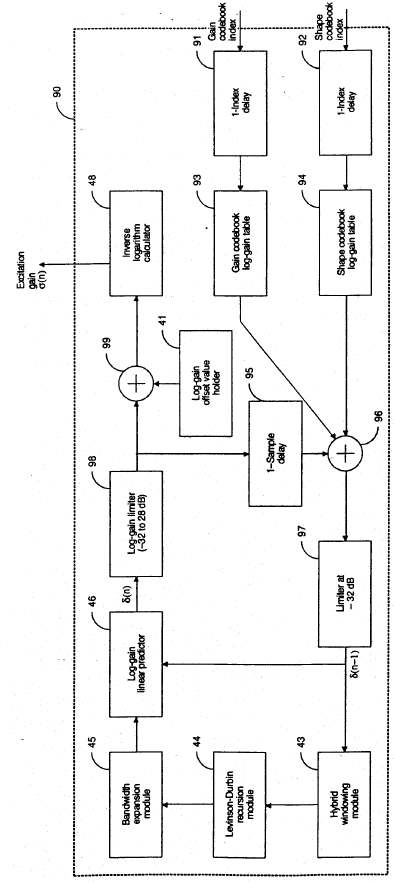 Excitation
gain
σ(n)
90
Gain
codebook
index
Shape
codebook
index
91
1-Index
delay
92
1-Index
delay
48
Inverse
logarithm
calculator
93
Gain codebook
log-gain table
94
Shape codebook
log-gain table
99
+
41
Log-gain
offset value
holder
95
1–Sample
delay
96
+
98
Log-gain limiter
(–32 to 28 dB)
97
Limiter at
– 32 dB
δ(n)
δ(n–1)
46
Log-gain
linear predictor
45
Bandwidth
expansion
module
44
Levinson-Durbin
recursion
module
43
Hybrid
windowing
module